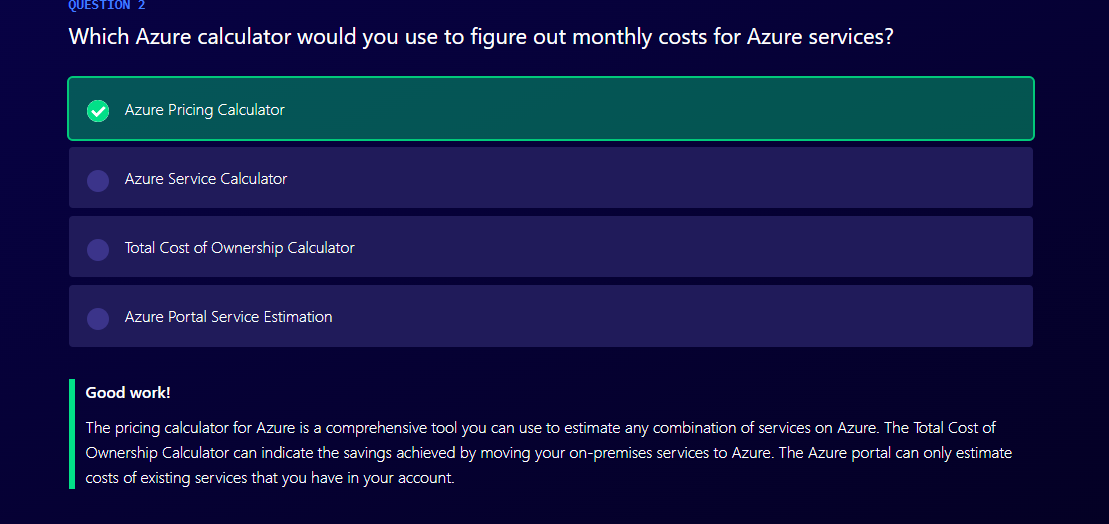 QUESTION 2
Which Azure calculator would you use to figure out monthly costs for Azure services?
Azure Pricing Calculator
Azure Service Calculator
Total Cost of Ownership Calculator
Azure Portal Service Estimation
Good work!
The pricing calculator for Azure is a comprehensive tool you can use to estimate any combination of services on Azure. The Total Cost of
Ownership Calculator can indicate the savings achieved by moving your on-premises services to Azure. The Azure portal can only estimate
costs of existing services that you have in your account.